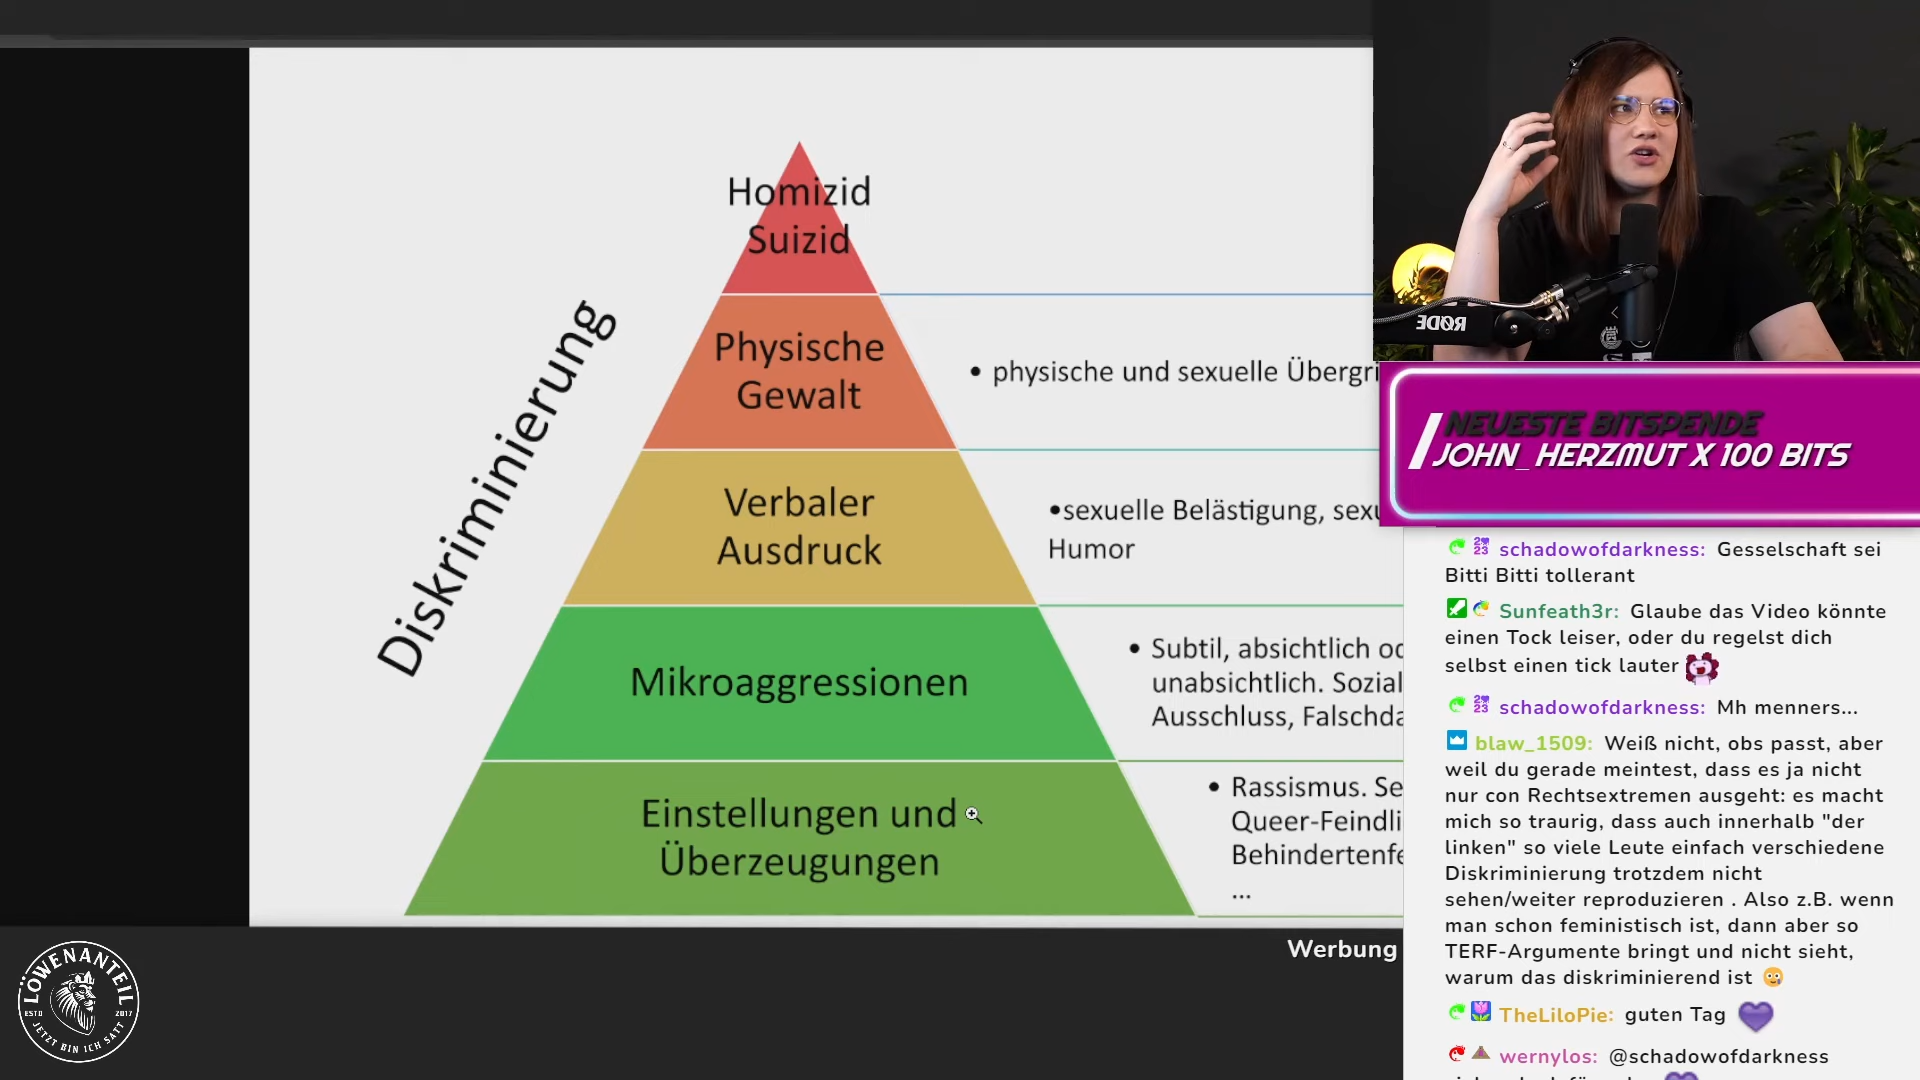 Homizid
Suizid
Diskriminierung
Physische
Gewalt
• physische und sexuelle Übergri
Verbaler
Ausdruck
•sexuelle Belästigung, sexu
Humor
Mikroaggressionen
• Subtil, absichtlich oc
unabsichtlich. Sozial
Ausschluss, Falschda
Einstellungen und
Überzeugungen
• Rassismus. Se
Queer-Feindli
Behindertenfe
...
Werbung
LÖWENANTEIL
ESTD 2017
JETZT BIN ICH SATT
RØDE
NEUESTE BITSPENDE
JOHN_HERZMUT X 100 BITS
schadowofdarkness: Gesselschaft sei
Bitti Bitti tollerant
Sunfeath3r: Glaube das Video könnte
einen Tock leiser, oder du regelst dich
selbst einen tick lauter
schadowofdarkness: Mh menners...
blaw_1509: Weiß nicht, obs passt, aber
weil du gerade meintest, dass es ja nicht
nur con Rechtsextremen ausgeht: es macht
mich so traurig, dass auch innerhalb "der
linken" so viele Leute einfach verschiedene
Diskriminierung trotzdem nicht
sehen/weiter reproduzieren . Also z.B. wenn
man schon feministisch ist, dann aber so
TERF-Argumente bringt und nicht sieht,
warum das diskriminierend ist
TheLiloPie: guten Tag
wernylos: @schadowofdarkness